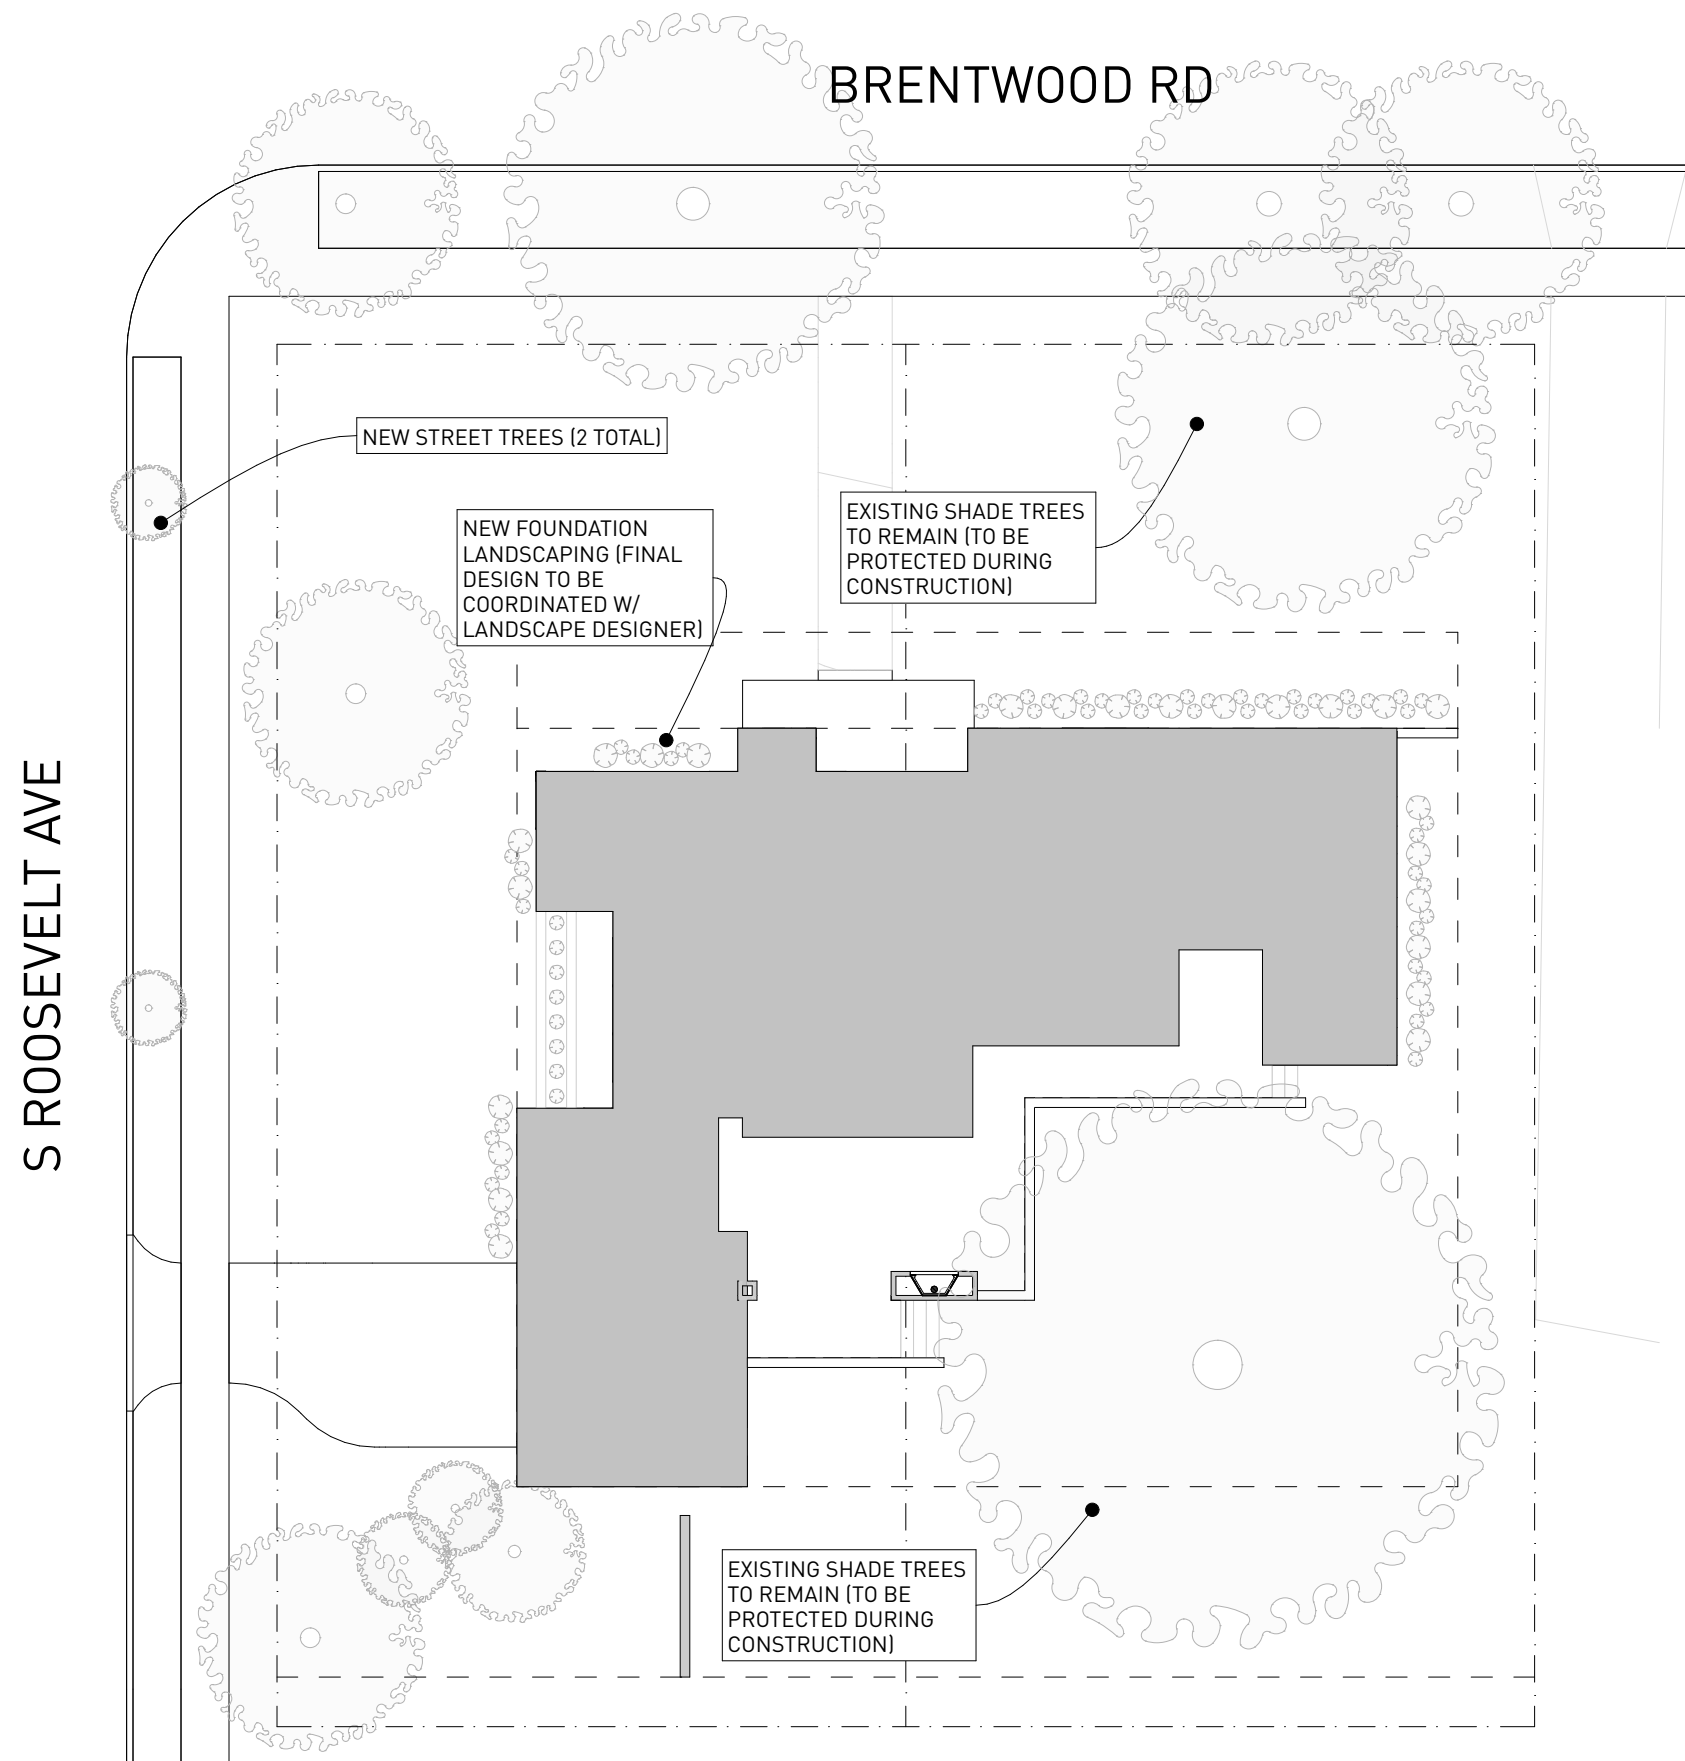 BRENTWOOD RD
NEW STREET TREES (2 TOTAL)
NEW FOUNDATION
LANDSCAPING (FINAL
DESIGN TO BE
COORDINATED W/
LANDSCAPE DESIGNER)
EXISTING SHADE TREES
TO REMAIN (TO BE
PROTECTED DURING
CONSTRUCTION)
S ROOSEVELT AVE
EXISTING SHADE TREES
TO REMAIN (TO BE
PROTECTED DURING
CONSTRUCTION)